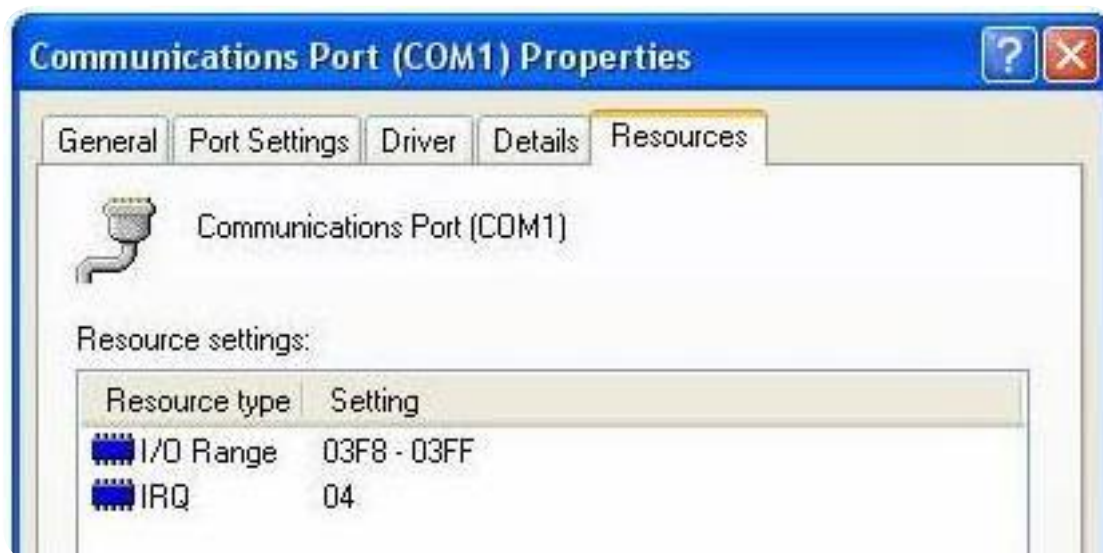 Communications Port (COM1) Properties
?
General Port Settings Driver Details Resources
Communications Port (COM1)
Resource settings:
Resource type Setting
I/O Range 03F8 - 03FF
IRQ 04